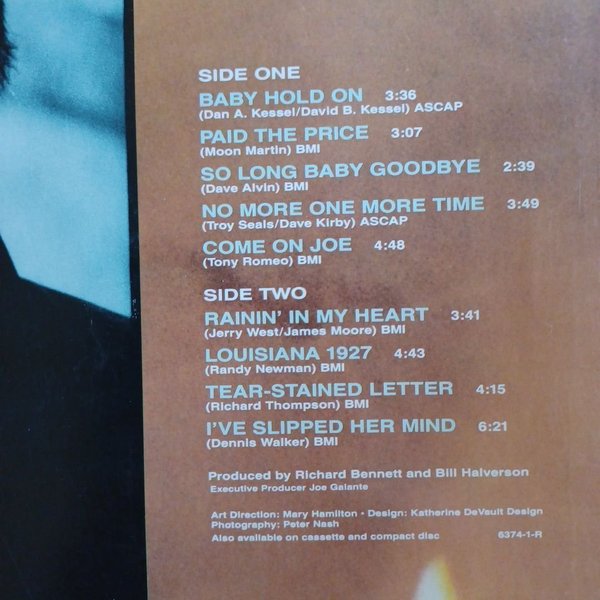 SIDE ONE
BABY HOLD ON 3:36
(Dan A. Kessel/David B. Kessel) ASCAP
PAID THE PRICE 3:07
(Moon Martin) BMI
SO LONG BABY GOODBYE 2:39
(Dave Alvin) BMI
NO MORE ONE MORE TIME 3:49
(Troy Seals/Dave Kirby) ASCAP
COME ON JOE 4:48
(Tony Romeo) BMI
SIDE TWO
RAININ' IN MY HEART 3:41
(Jerry West/James Moore) BMI
LOUISIANA 1927 4:43
(Randy Newman) BMI
TEAR-STAINED LETTER 4:15
(Richard Thompson) BMI
I'VE SLIPPED HER MIND 6:21
(Dennis Walker) BMI
Produced by Richard Bennett and Bill Halverson
Executive Producer Joe Galante
Art Direction: Mary Hamilton • Design: Katherine DeVault Design
Photography: Peter Nash
Also available on cassette and compact disc 6374-1-R